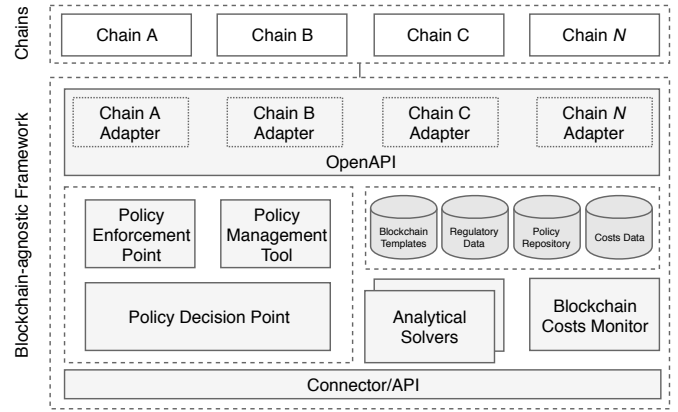 Chains
Chain A
Chain B
Chain C
Chain N
Blockchain-agnostic Framework
Chain A
Adapter
Chain B
Adapter
Chain C
Adapter
Chain N
Adapter
OpenAPI
Policy
Enforcement
Point
Policy
Management
Tool
Blockchain
Templates
Regulatory
Data
Policy
Repository
Costs Data
Policy Decision Point
Analytical
Solvers
Blockchain
Costs Monitor
Connector/API